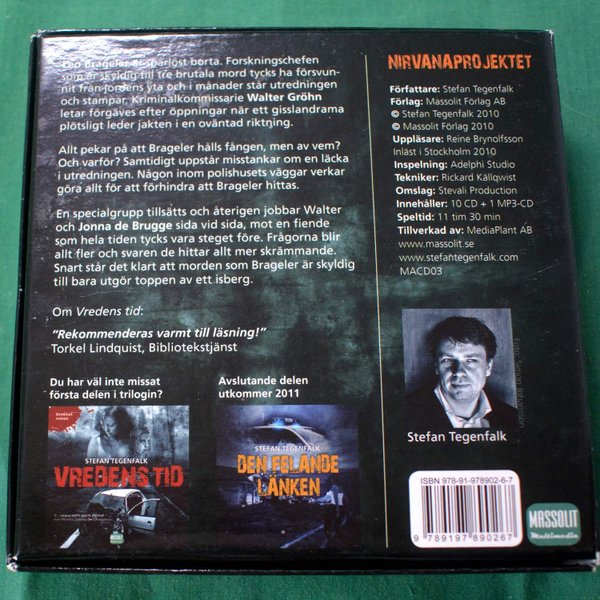 Leo Brageler är spårlöst borta. Forskningschefen
som är skyldig till tre brutala mord tycks ha försvun-
nit från jordens yta och i månader står utredningen
och stampar. Kriminalkommissarie Walter Gröhn
letar förgäves efter öppningar när ett gisslandrama
plötsligt leder jakten i en oväntad riktning.
Allt pekar på att Brageler hålls fången, men av vem?
Och varför? Samtidigt uppstår misstankar om en läcka
i utredningen. Någon inom polishusets väggar verkar
göra allt för att förhindra att Brageler hittas.
En specialgrupp tillsätts och återigen jobbar Walter
och Jonna de Brugge sida vid sida, mot en fiende
som hela tiden tycks vara steget före. Frågorna blir
allt fler och svaren de hittar allt mer skrämmande.
Snart står det klart att morden som Brageler är skyldig
till bara utgör toppen av ett isberg.
Om Vredens tid:
"Rekommenderas varmt till läsning!"
Torkel Lindquist, Bibliotekstjänst
Du har väl inte missat
första delen i trilogin?
Kriminal
roman
STEFAN TEGENFALK
VREDENS TID
Avslutande delen
utkommer 2011
STEFAN TEGENFALK
DEN FELANDE
LÄNKEN
NIRVANAPROJEKTET
Författare: Stefan Tegenfalk
Förlag: Massolit Förlag AB
© Stefan Tegenfalk 2010
© Massolit Förlag 2010
Uppläsare: Reine Brynolfsson
Inläst i Stockholm 2010
Inspelning: Adelphi Studio
Tekniker: Rickard Källqvist
Omslag: Stevali Production
Innehåller: 10 CD + 1 MP3-CD
Speltid: 11 tim 30 min
Tillverkad av: MediaPlant AB
www.massolit.se
www.stefantegenfalk.com
MACD03
Stefan Tegenfalk
ISBN 978-91-978902-6-7
9 789197 890267
MASSOLIT
Multimedia